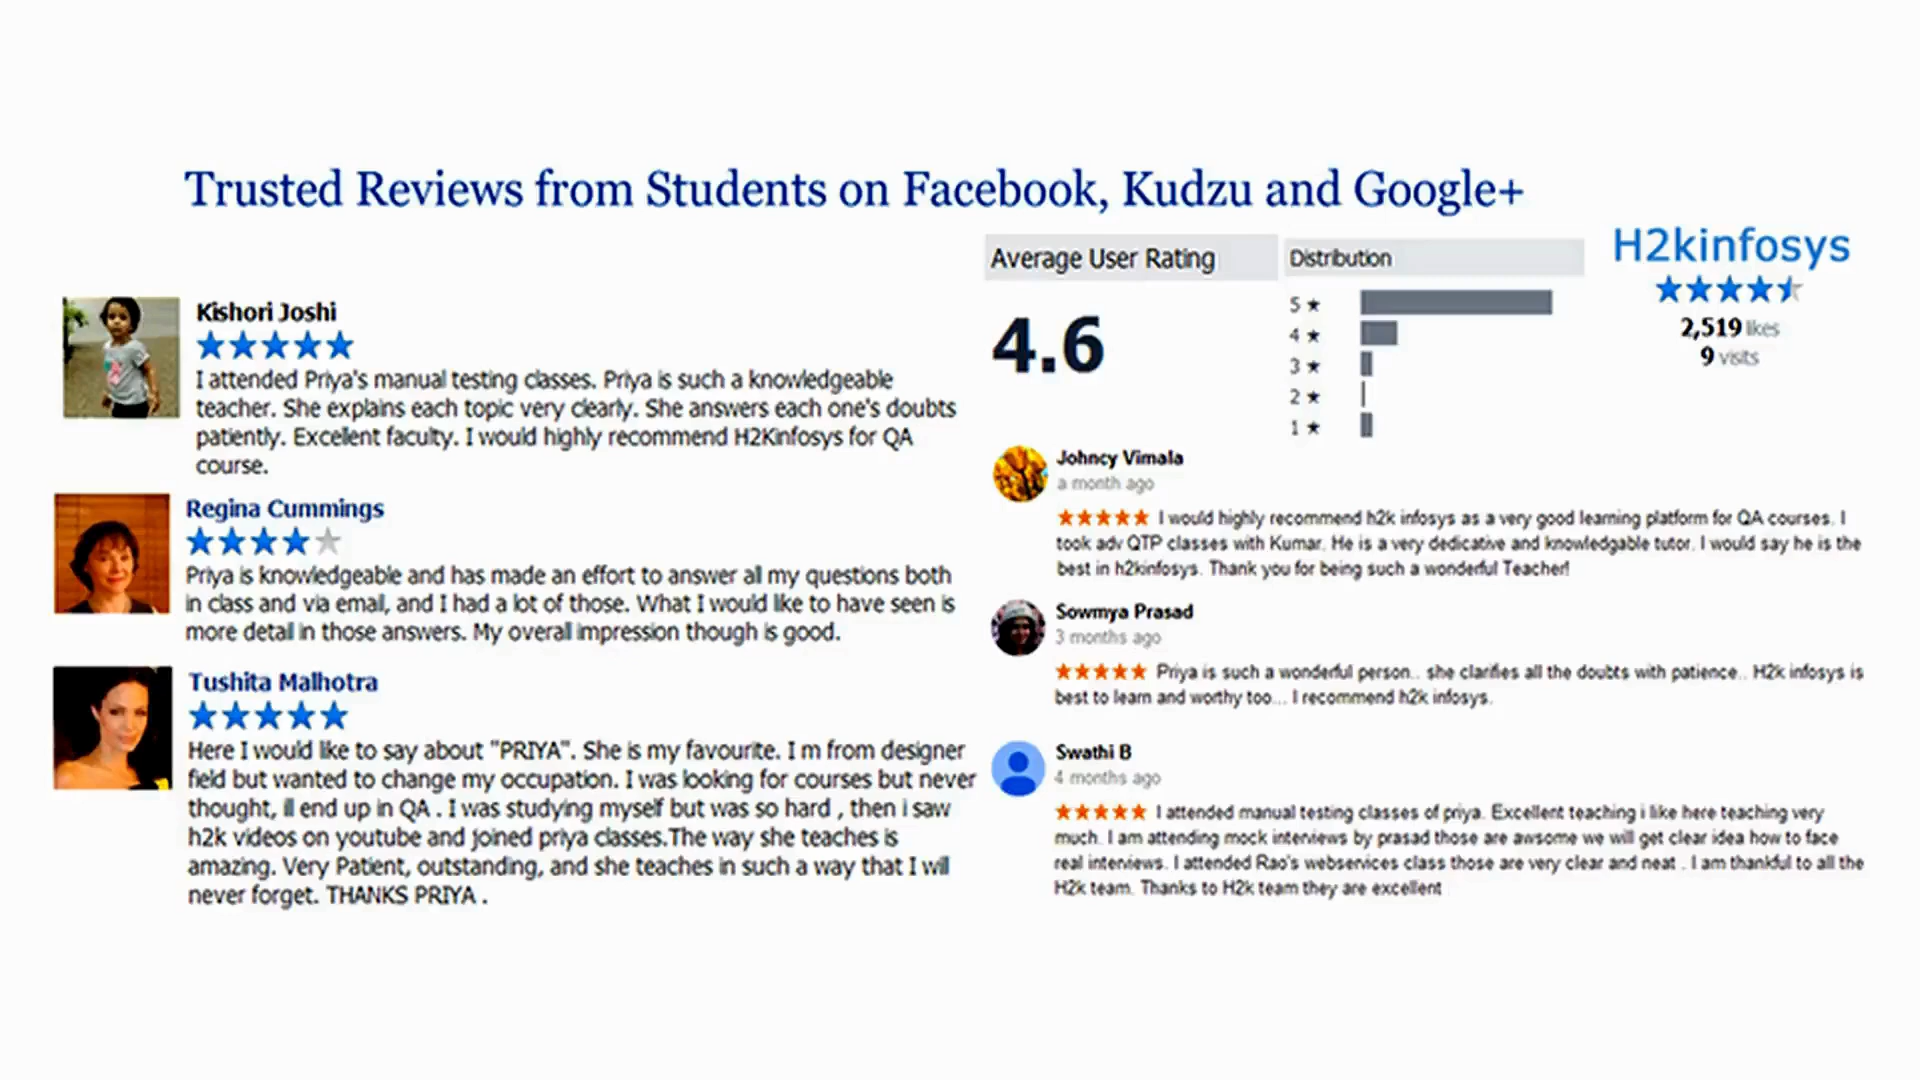 Trusted Reviews from Students on Facebook, Kudzu and Google+
Kishori Joshi
I attended Priya's manual testing classes. Priya is such a knowledgeable
teacher. She explains each topic very clearly. She answers each one's doubts
patiently. Excellent faculty. I would highly recommend H2Kinfosys for QA
course.
Regina Cummings
Priya is knowledgeable and has made an effort to answer all my questions both
in class and via email, and I had a lot of those. What I would like to have seen is
more detail in those answers. My overall impression though is good.
Tushita Malhotra
Here I would like to say about "PRIYA". She is my favourite. I m from designer
field but wanted to change my occupation. I was looking for courses but never
thought, ill end up in QA . I was studying myself but was so hard , then i saw
h2k videos on youtube and joined priya classes.The way she teaches is
amazing. Very Patient, outstanding, and she teaches in such a way that I will
never forget. THANKS PRIYA .
Average User Rating
4.6
Distribution
5 ★
4 ★
3 ★
2 ★
1 ★
H2kinfosys
2,519 likes
9 visits
Johncy Vimala
a month ago
I would highly recommend h2k infosys as a very good learning platform for QA courses. I
took adv QTP classes with Kumar. He is a very dedicative and knowledgable tutor. I would say he is the
best in h2kinfosys. Thank you for being such a wonderful Teacher!
Sowmya Prasad
3 months ago
Priya is such a wonderful person.. she clarifies all the doubts with patience.. H2k infosys is
best to learn and worthy too... I recommend h2k infosys.
Swathi B
4 months ago
I attended manual testing classes of priya. Excellent teaching i like here teaching very
much. I am attending mock interviews by prasad those are awsome we will get clear idea how to face
real interviews. I attended Rao's webservices class those are very clear and neat . I am thankful to all the
H2k team. Thanks to H2k team they are excellent